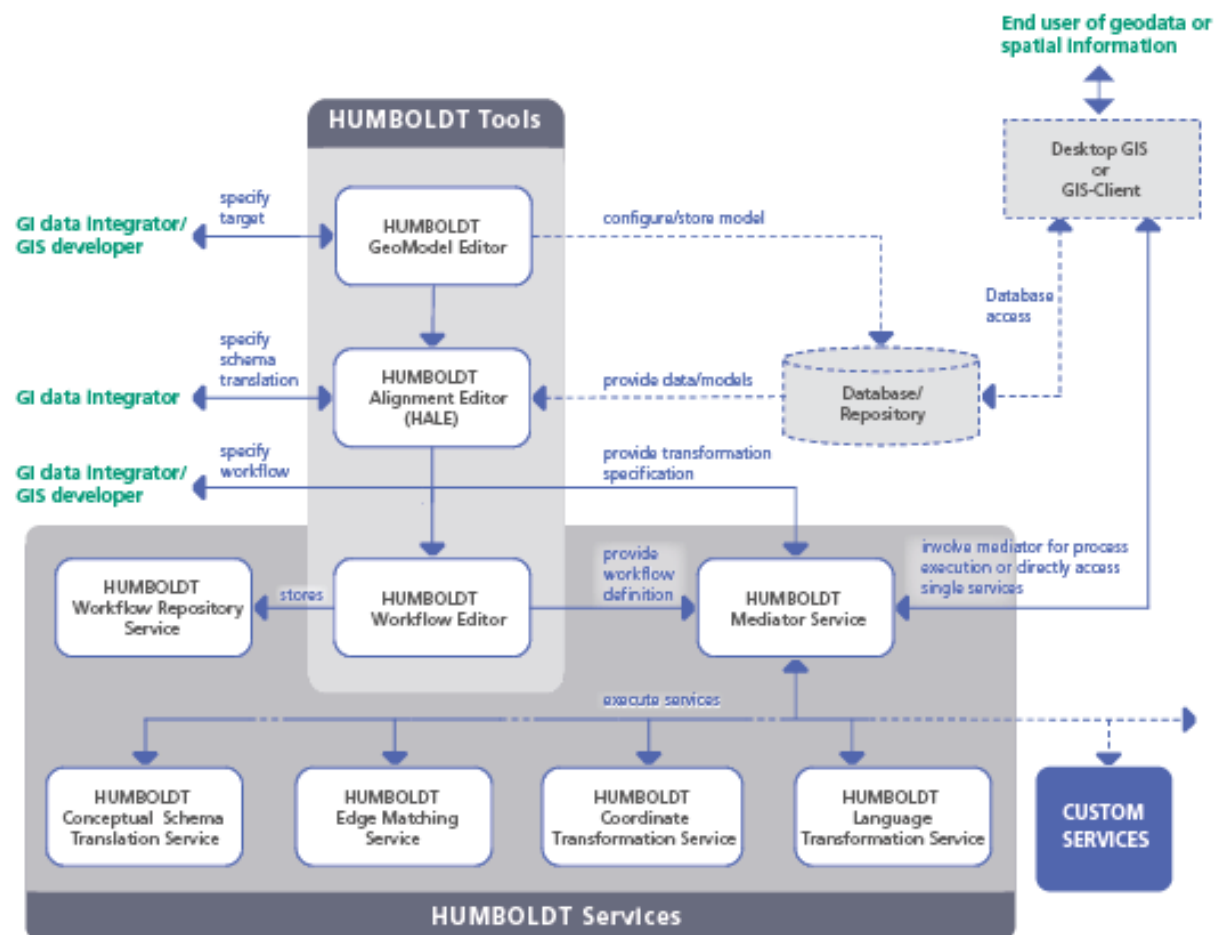 End user of geodata or
spatial information
HUMBOLDT Tools
Desktop GIS
or
GIS-Client
specify
target
GI data integrator/
GIS developer
HUMBOLDT
GeoModel Editor
configure/store model
Database
access
specify
schema
translation
GI data integrator
HUMBOLDT
Alignment Editor
(HALE)
provide data/models
Database/
Repository
specify
workflow
GI data integrator/
GIS developer
provide transformation
specification
HUMBOLDT
Workflow Repository
Service
stores
HUMBOLDT
Workflow Editor
provide
workflow
definition
HUMBOLDT
Mediator Service
involve mediator for process
execution or directly access
single services
execute services
HUMBOLDT
Conceptual Schema
Translation Service
HUMBOLDT
Edge Matching
Service
HUMBOLDT
Coordinate
Transformation Service
HUMBOLDT
Language
Transformation Service
CUSTOM
SERVICES
HUMBOLDT Services